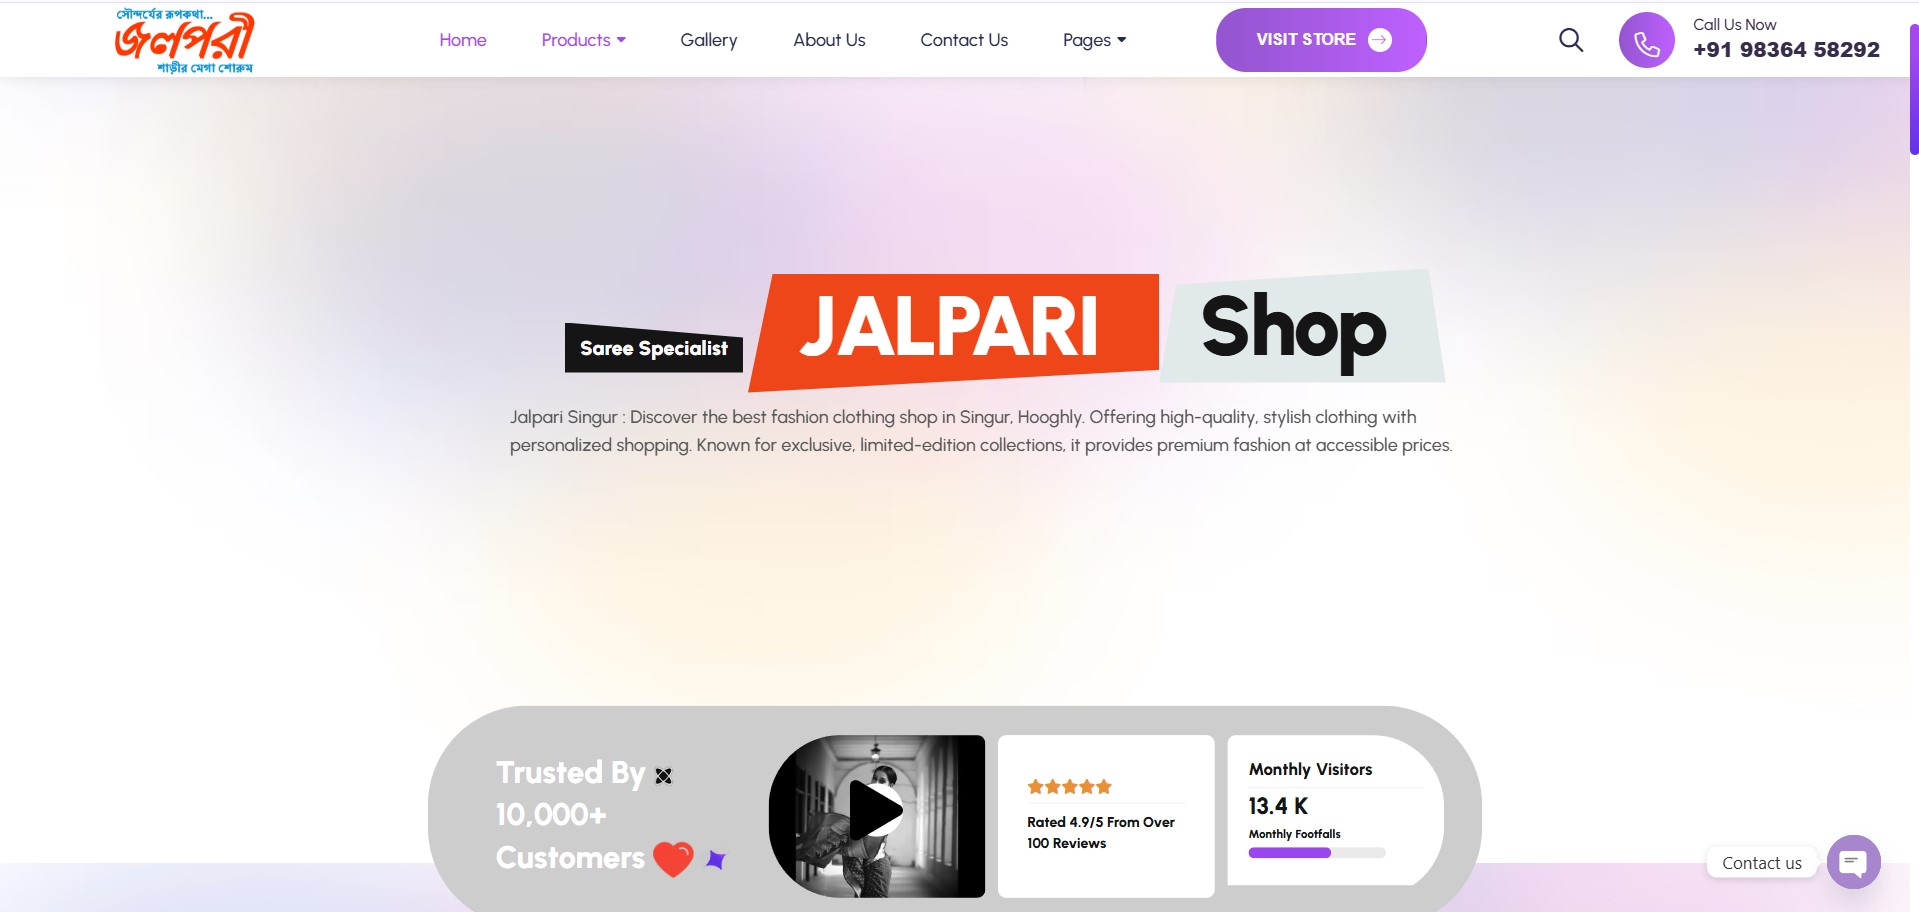 সৌন্দর্যের রূপকথা...
জলপরী
শাড়ীর মেগা শোরুম
Home Products Gallery About Us Contact Us Pages
VISIT STORE
Call Us Now
+91 98364 58292
Saree Specialist JALPARI Shop
Jalpari Singur : Discover the best fashion clothing shop in Singur, Hooghly. Offering high-quality, stylish clothing with
personalized shopping. Known for exclusive, limited-edition collections, it provides premium fashion at accessible prices.
Trusted By
10,000+
Customers
Rated 4.9/5 From Over
100 Reviews
Monthly Visitors
13.4 K
Monthly Footfalls
Contact us